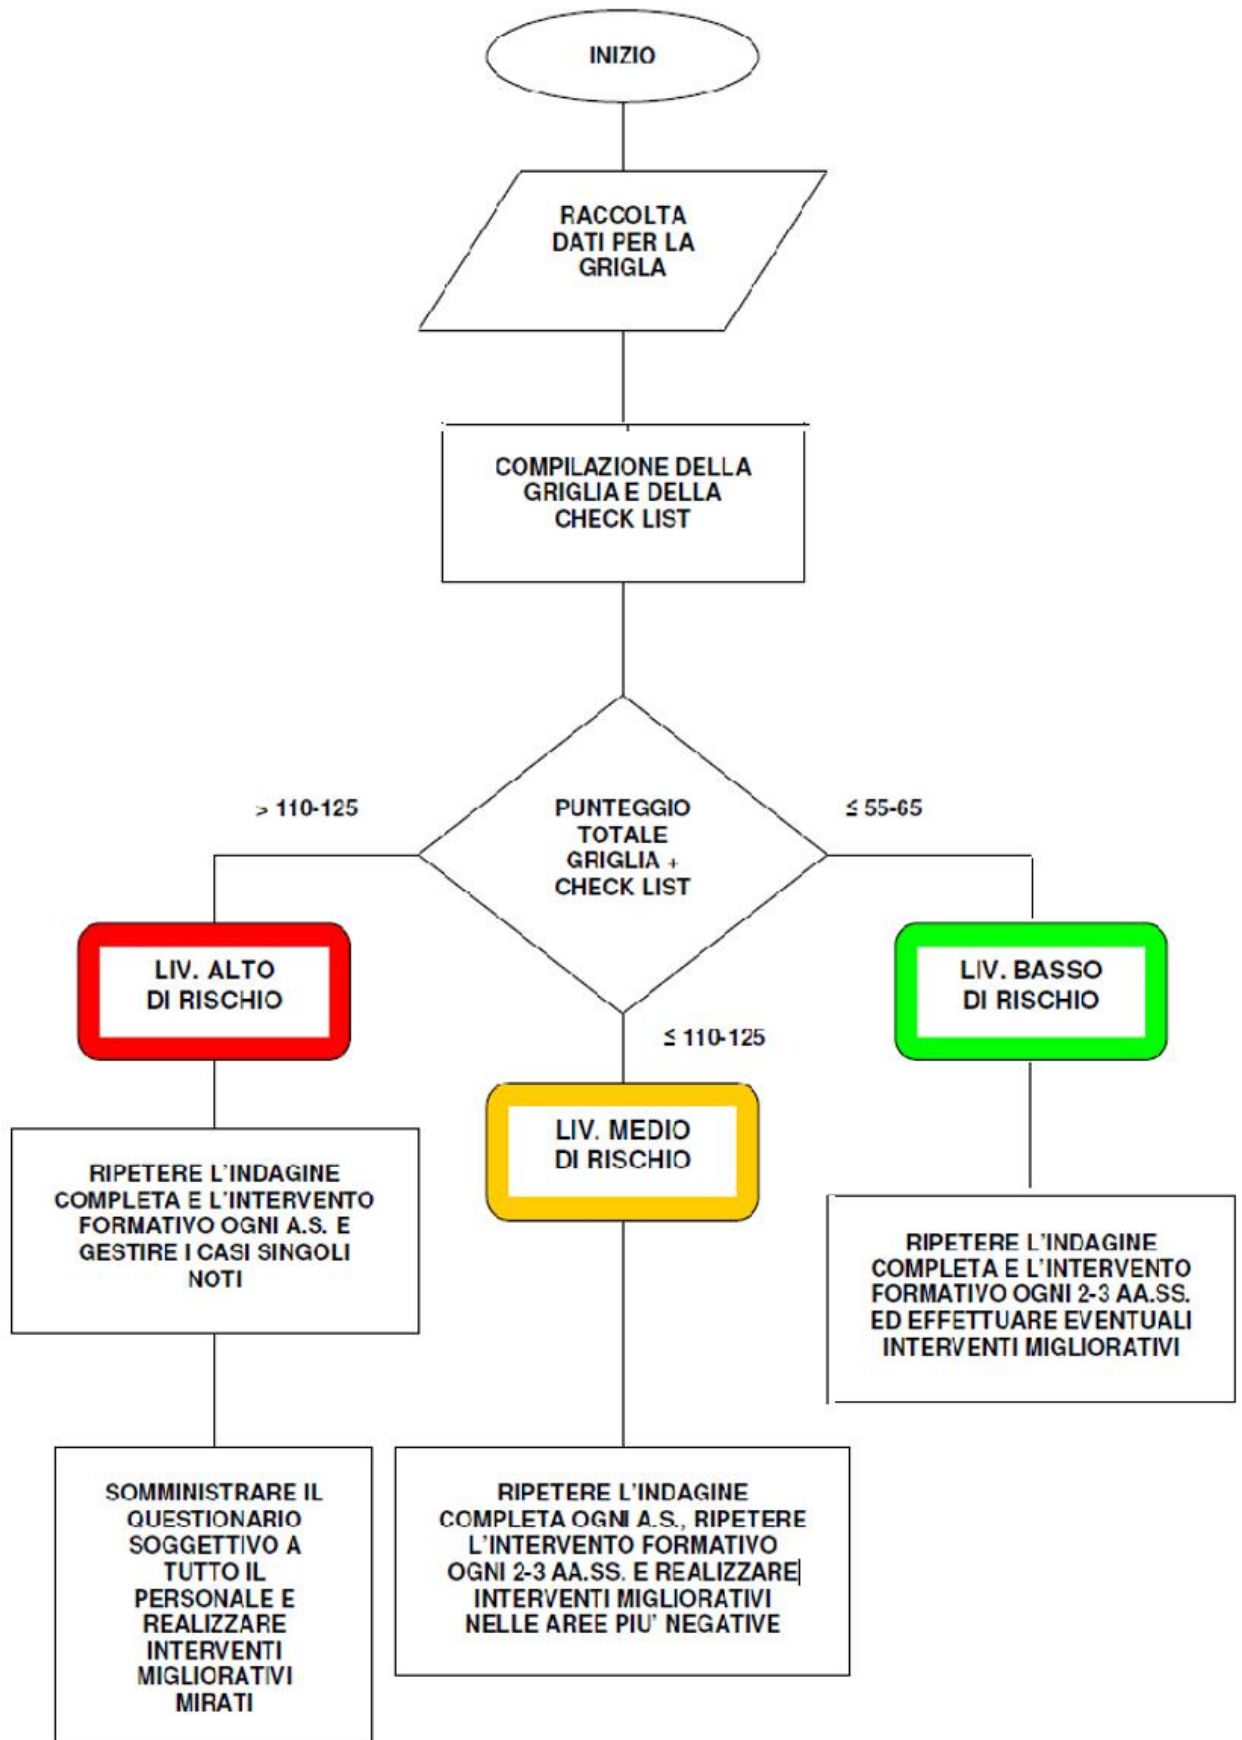 INIZIO
RACCOLTA
DATI PER LA
GRIGLA
COMPILAZIONE DELLA
GRIGLIA E DELLA
CHECK LIST
PUNTEGGIO
TOTALE
GRIGLIA +
CHECK LIST
> 110-125
≤ 55-65
≤ 110-125
LIV. ALTO
DI RISCHIO
LIV. MEDIO
DI RISCHIO
LIV. BASSO
DI RISCHIO
RIPETERE L'INDAGINE
COMPLETA E L'INTERVENTO
FORMATIVO OGNI A.S. E
GESTIRE I CASI SINGOLI
NOTI
SOMMINISTRARE IL
QUESTIONARIO
SOGGETTIVO A
TUTTO IL
PERSONALE E
REALIZZARE
INTERVENTI
MIGLIORATIVI
MIRATI
RIPETERE L'INDAGINE
COMPLETA OGNI A.S., RIPETERE
L'INTERVENTO FORMATIVO
OGNI 2-3 AA.SS. E REALIZZARE
INTERVENTI MIGLIORATIVI
NELLE AREE PIU' NEGATIVE
RIPETERE L'INDAGINE
COMPLETA E L'INTERVENTO
FORMATIVO OGNI 2-3 AA.SS.
ED EFFETTUARE EVENTUALI
INTERVENTI MIGLIORATIVI